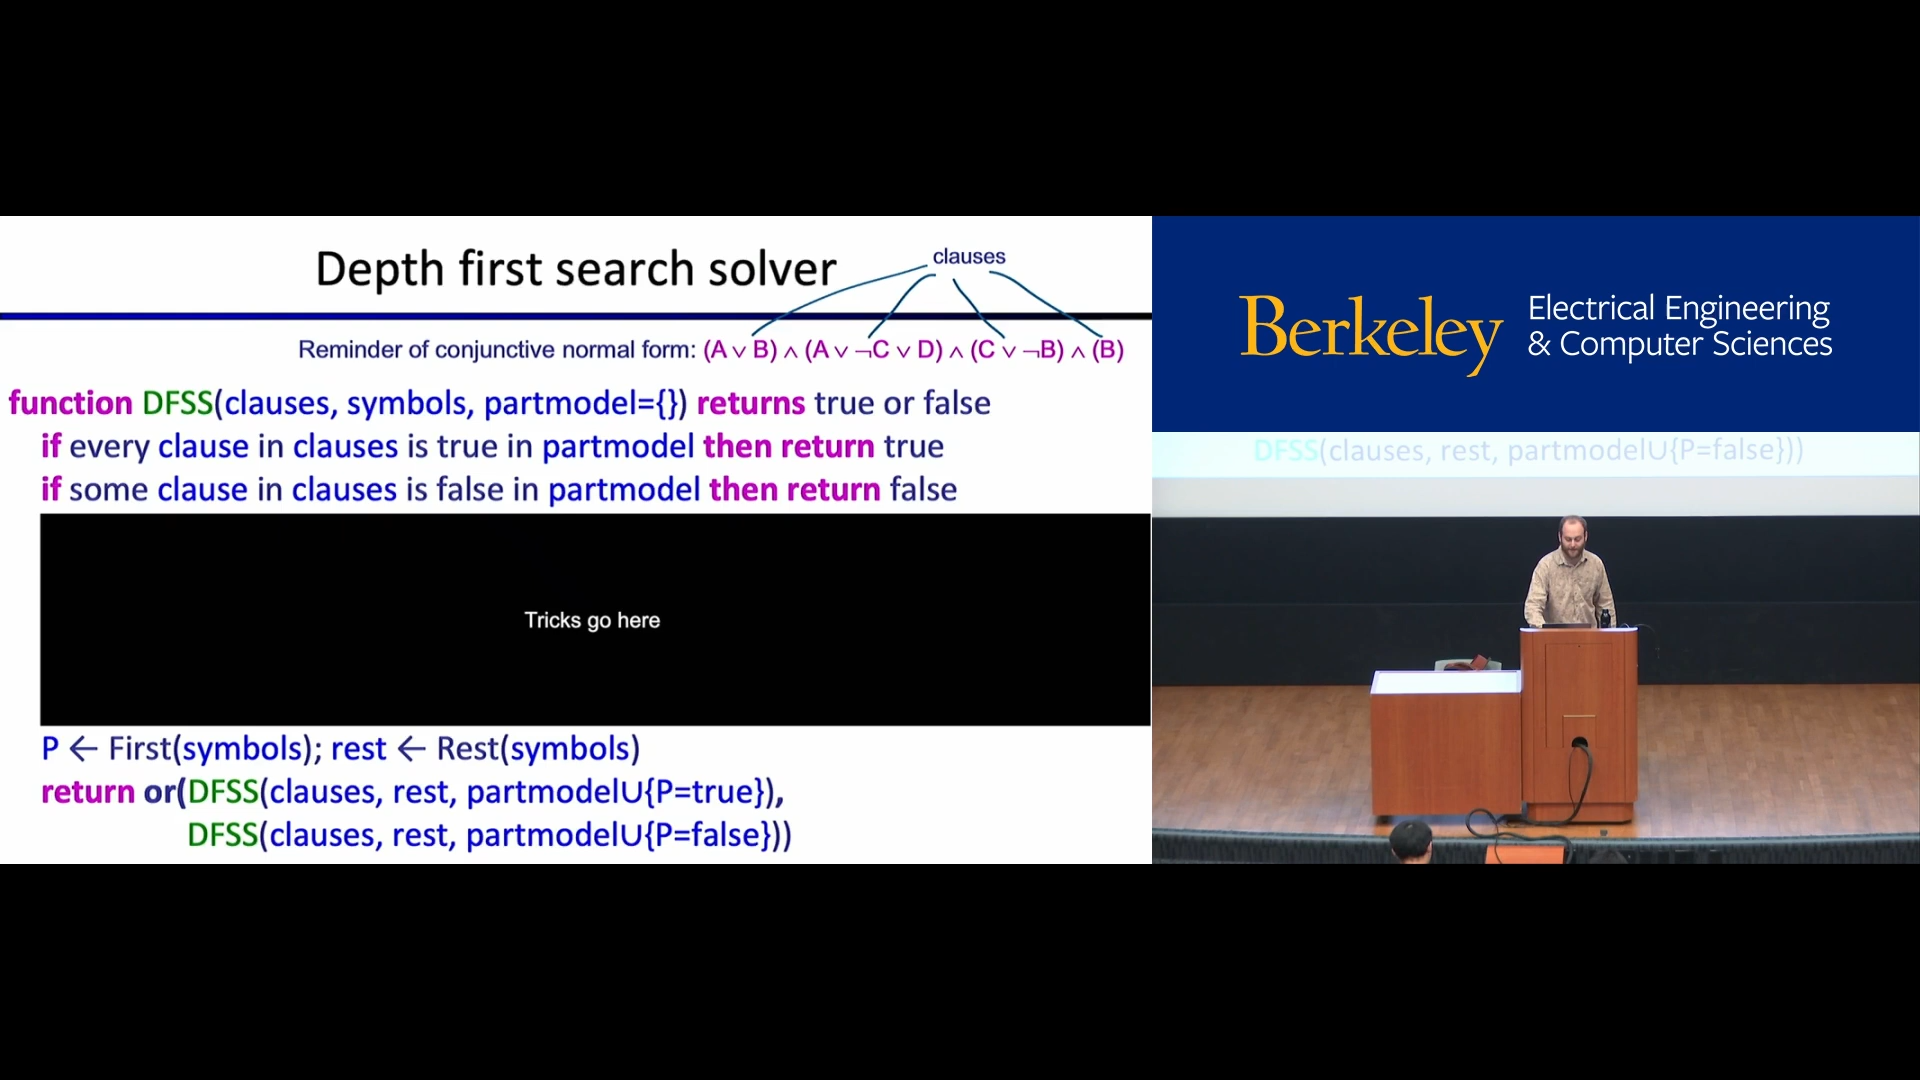 Depth first search solver
clauses
Reminder of conjunctive normal form: (A ∨ B) ∧ (A ∨ ¬C ∨ D) ∧ (C ∨ ¬B) ∧ (B)
function DFSS(clauses, symbols, partmodel={}) returns true or false
if every clause in clauses is true in partmodel then return true
if some clause in clauses is false in partmodel then return false
Tricks go here
P ← First(symbols); rest ← Rest(symbols)
return or(DFSS(clauses, rest, partmodel∪{P=true}),
DFSS(clauses, rest, partmodel∪{P=false}))
Berkeley
Electrical Engineering
& Computer Sciences
DFSS(clauses, rest, partmodel∪{P=false}))